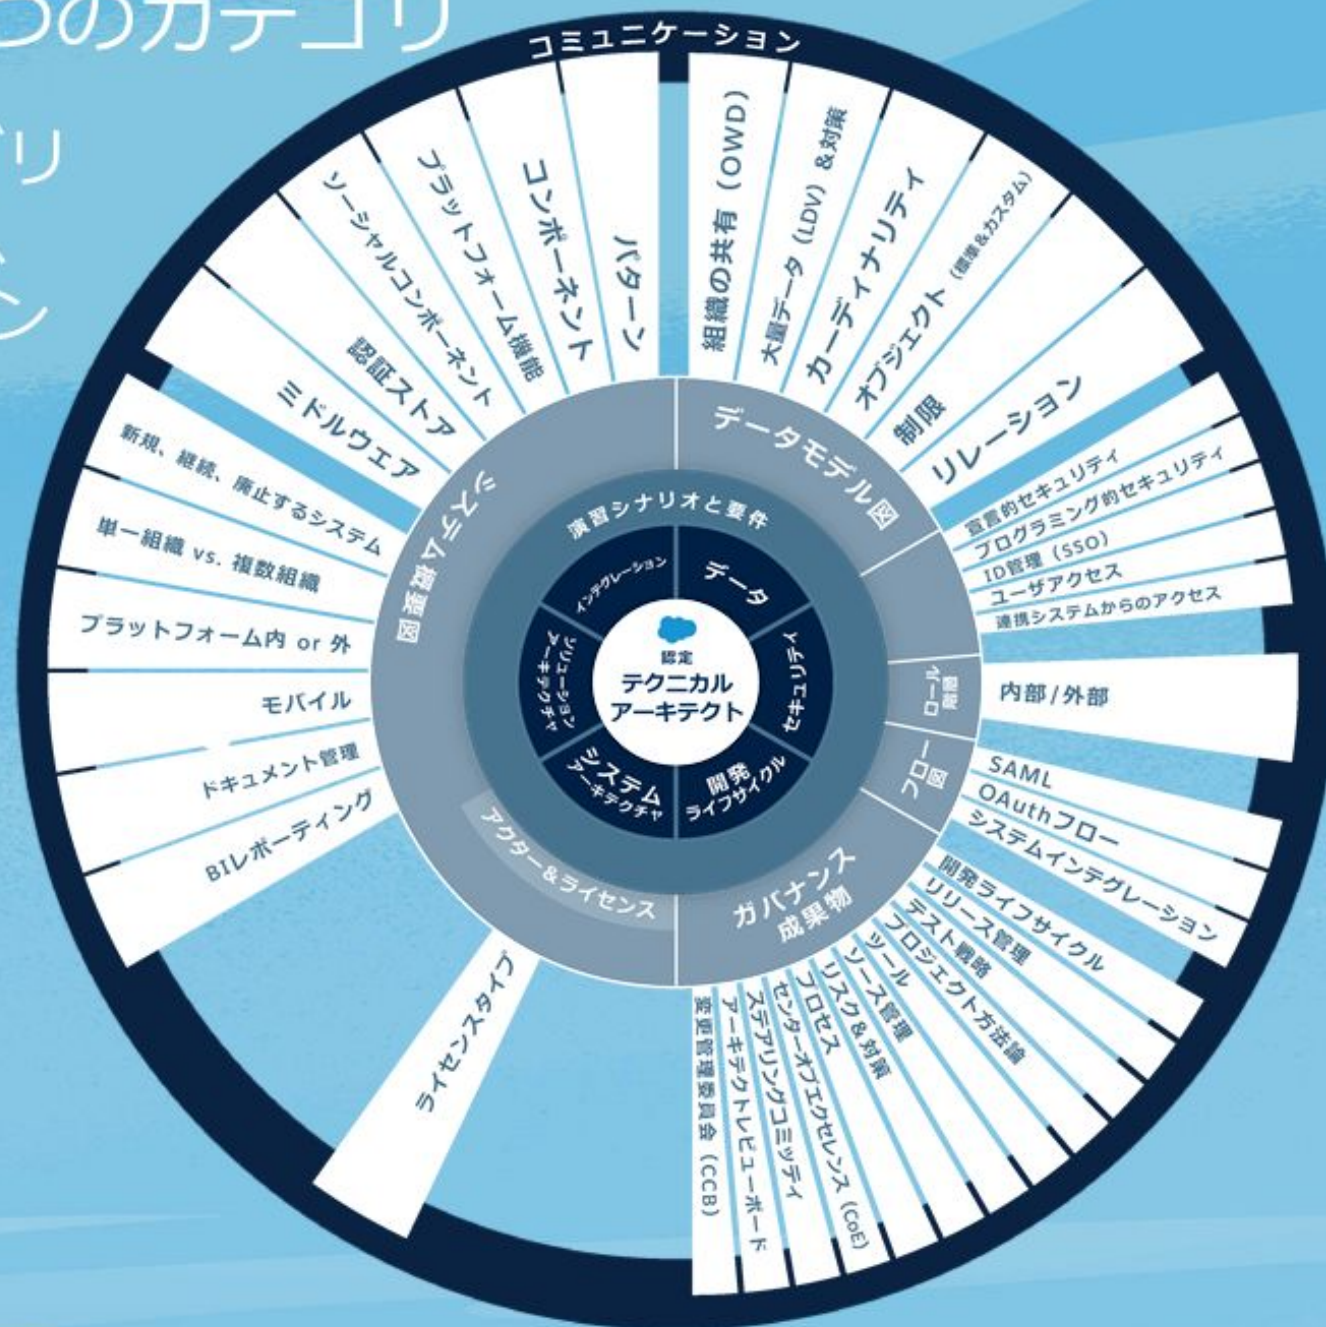 つのカテゴリ
リ
ン
コミュニケーション
パターン
コンポーネント
プラットフォーム機能
ソーシャルコンポーネント
認証ストア
ミドルウェア
新規、継続、廃止するシステム
単一組織 vs. 複数組織
プラットフォーム内 or 外
モバイル
ドキュメント管理
BIレポーティング
ライセンスタイプ
組織の共有（OWD）
大量データ（LDV）&対策
カーディナリティ
オブジェクト（標準&カスタム）
制限
リレーション
宣言的セキュリティ
プログラミング的セキュリティ
ID管理（SSO）
ユーザアクセス
連携システムからのアクセス
内部/外部
SAML
OAuthフロー
システムインテグレーション
開発ライフサイクル
リリース管理
テスト戦略
プロジェクト方法論
ツール
ソース管理
リスク&対策
プロセス
センターオブエクセレンス（CoE）
ステアリングコミッティ
アーキテクトレビューボード
変更管理委員会（CCB）
システム概要図
データモデル図
ロール
階層
フロー
図
ガバナンス
成果物
アクター&ライセンス
演習シナリオと要件
インテグレーション
データ
セキュリティ
開発
ライフサイクル
システム
アーキテクチャ
ソリューション
アーキテクチャ
認定
テクニカル
アーキテクト